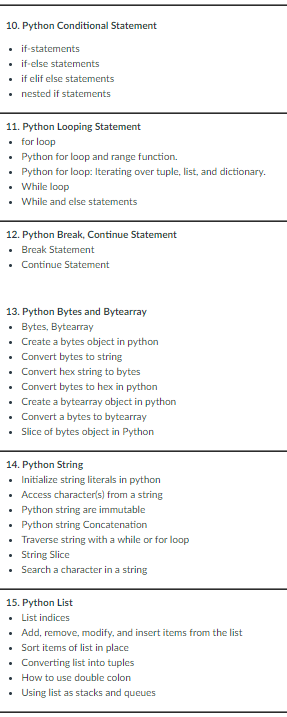 10. Python Conditional Statement
• if-statements
• if-else statements
• if elif else statements
• nested if statements
11. Python Looping Statement
• for loop
• Python for loop and range function.
• Python for loop: Iterating over tuple, list, and dictionary.
• While loop
• While and else statements
12. Python Break, Continue Statement
• Break Statement
• Continue Statement
13. Python Bytes and Bytearray
• Bytes, Bytearray
• Create a bytes object in python
• Convert bytes to string
• Convert hex string to bytes
• Convert bytes to hex in python
• Create a bytearray object in python
• Convert a bytes to bytearray
• Slice of bytes object in Python
14. Python String
• Initialize string literals in python
• Access character(s) from a string
• Python string are immutable
• Python string Concatenation
• Traverse string with a while or for loop
• String Slice
• Search a character in a string
15. Python List
• List indices
• Add, remove, modify, and insert items from the list
• Sort items of list in place
• Converting list into tuples
• How to use double colon
• Using list as stacks and queues